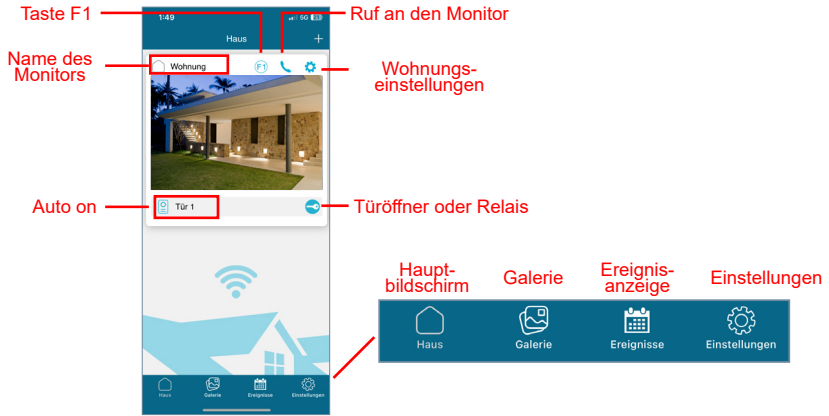 Taste F1
Ruf an den Monitor
1:49
5G 83
Haus
+
Name des
Monitors
Wohnung
F1
Wohnungs-
einstellungen
Auto on
Tür 1
Türöffner oder Relais
Haupt-
bildschirm
Galerie
Ereignis-
anzeige
Einstellungen
Haus
Galerie
Ereignisse
Einstellungen
Haus
Galerie
Ereignisse
Einstellungen